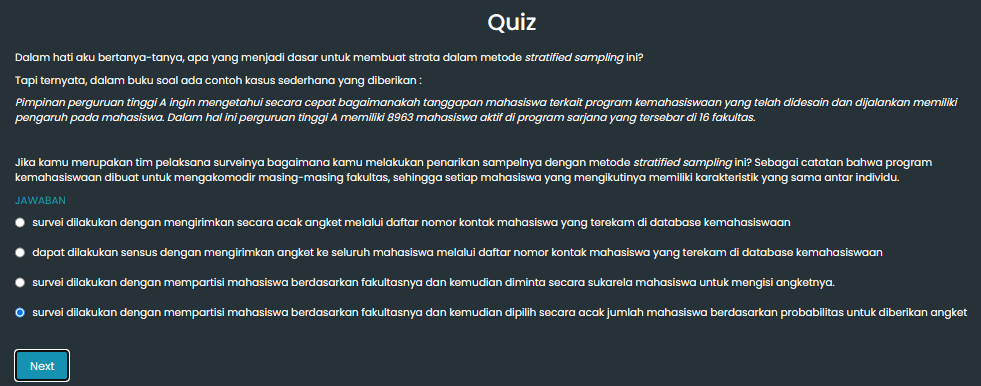 Quiz
Dalam hati aku bertanya-tanya, apa yang menjadi dasar untuk membuat strata dalam metode stratified sampling ini?
Tapi ternyata, dalam buku soal ada contoh kasus sederhana yang diberikan :
Pimpinan perguruan tinggi A ingin mengetahui secara cepat bagaimanakah tanggapan mahasiswa terkait program kemahasiswaan yang telah didesain dan dijalankan memiliki
pengaruh pada mahasiswa. Dalam hal ini perguruan tinggi A memiliki 8963 mahasiswa aktif di program sarjana yang tersebar di 16 fakultas.
Jika kamu merupakan tim pelaksana surveinya bagaimana kamu melakukan penarikan sampelnya dengan metode stratified sampling ini? Sebagai catatan bahwa program
kemahasiswaan dibuat untuk mengakomodir masing-masing fakultas, sehingga setiap mahasiswa yang mengikutinya memiliki karakteristik yang sama antar individu.
JAWABAN
survei dilakukan dengan mengirimkan secara acak angket melalui daftar nomor kontak mahasiswa yang terekam di database kemahasiswaan
dapat dilakukan sensus dengan mengirimkan angket ke seluruh mahasiswa melalui daftar nomor kontak mahasiswa yang terekam di database kemahasiswaan
survei dilakukan dengan mempartisi mahasiswa berdasarkan fakultasnya dan kemudian diminta secara sukarela mahasiswa untuk mengisi angketnya.
survei dilakukan dengan mempartisi mahasiswa berdasarkan fakultasnya dan kemudian dipilih secara acak jumlah mahasiswa berdasarkan probabilitas untuk diberikan angket
Next